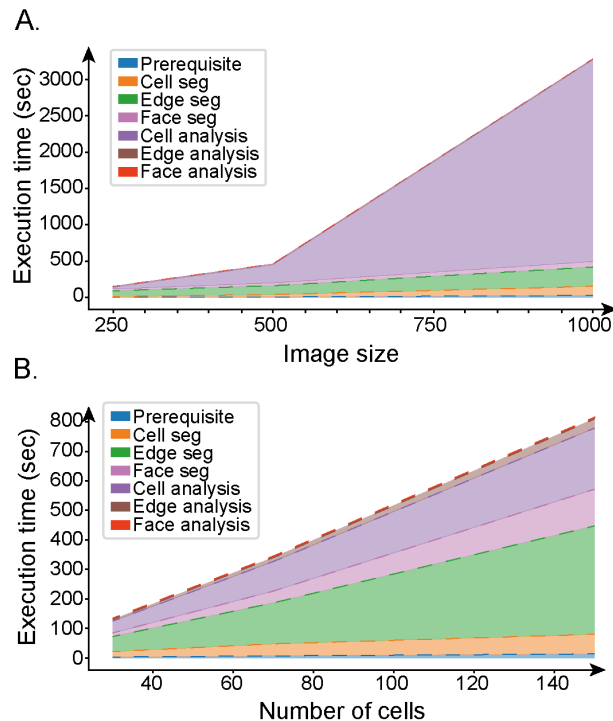 A.
Execution time (sec)
3000
2500
2000
1500
1000
500
0
Prerequisite
Cell seg
Edge seg
Face seg
Cell analysis
Edge analysis
Face analysis
250
500
750
1000
Image size
B.
Execution time (sec)
800
700
600
500
400
300
200
100
0
Prerequisite
Cell seg
Edge seg
Face seg
Cell analysis
Edge analysis
Face analysis
40
60
80
100
120
140
Number of cells